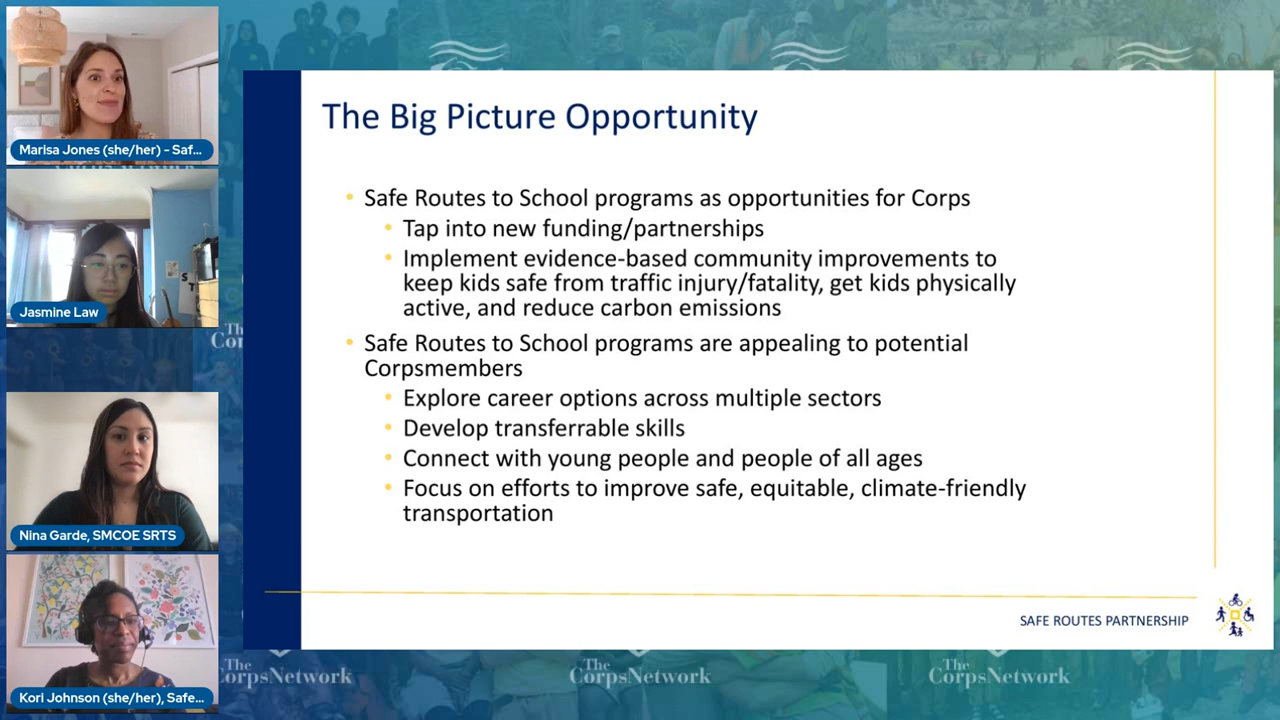 Marisa Jones (she/her) – Saf...
Jasmine Law
Nina Garde, SMCOE SRTS
Kori Johnson (she/her), Safe...
The Big Picture Opportunity
Safe Routes to School programs as opportunities for Corps
Tap into new funding/partnerships
Implement evidence-based community improvements to
keep kids safe from traffic injury/fatality, get kids physically
active, and reduce carbon emissions
Safe Routes to School programs are appealing to potential
Corpsmembers
Explore career options across multiple sectors
Develop transferrable skills
Connect with young people and people of all ages
Focus on efforts to improve safe, equitable, climate-friendly
transportation
SAFE ROUTES PARTNERSHIP
The
CorpsNetwork
The
CorpsNetwork
The
CorpsNetwork